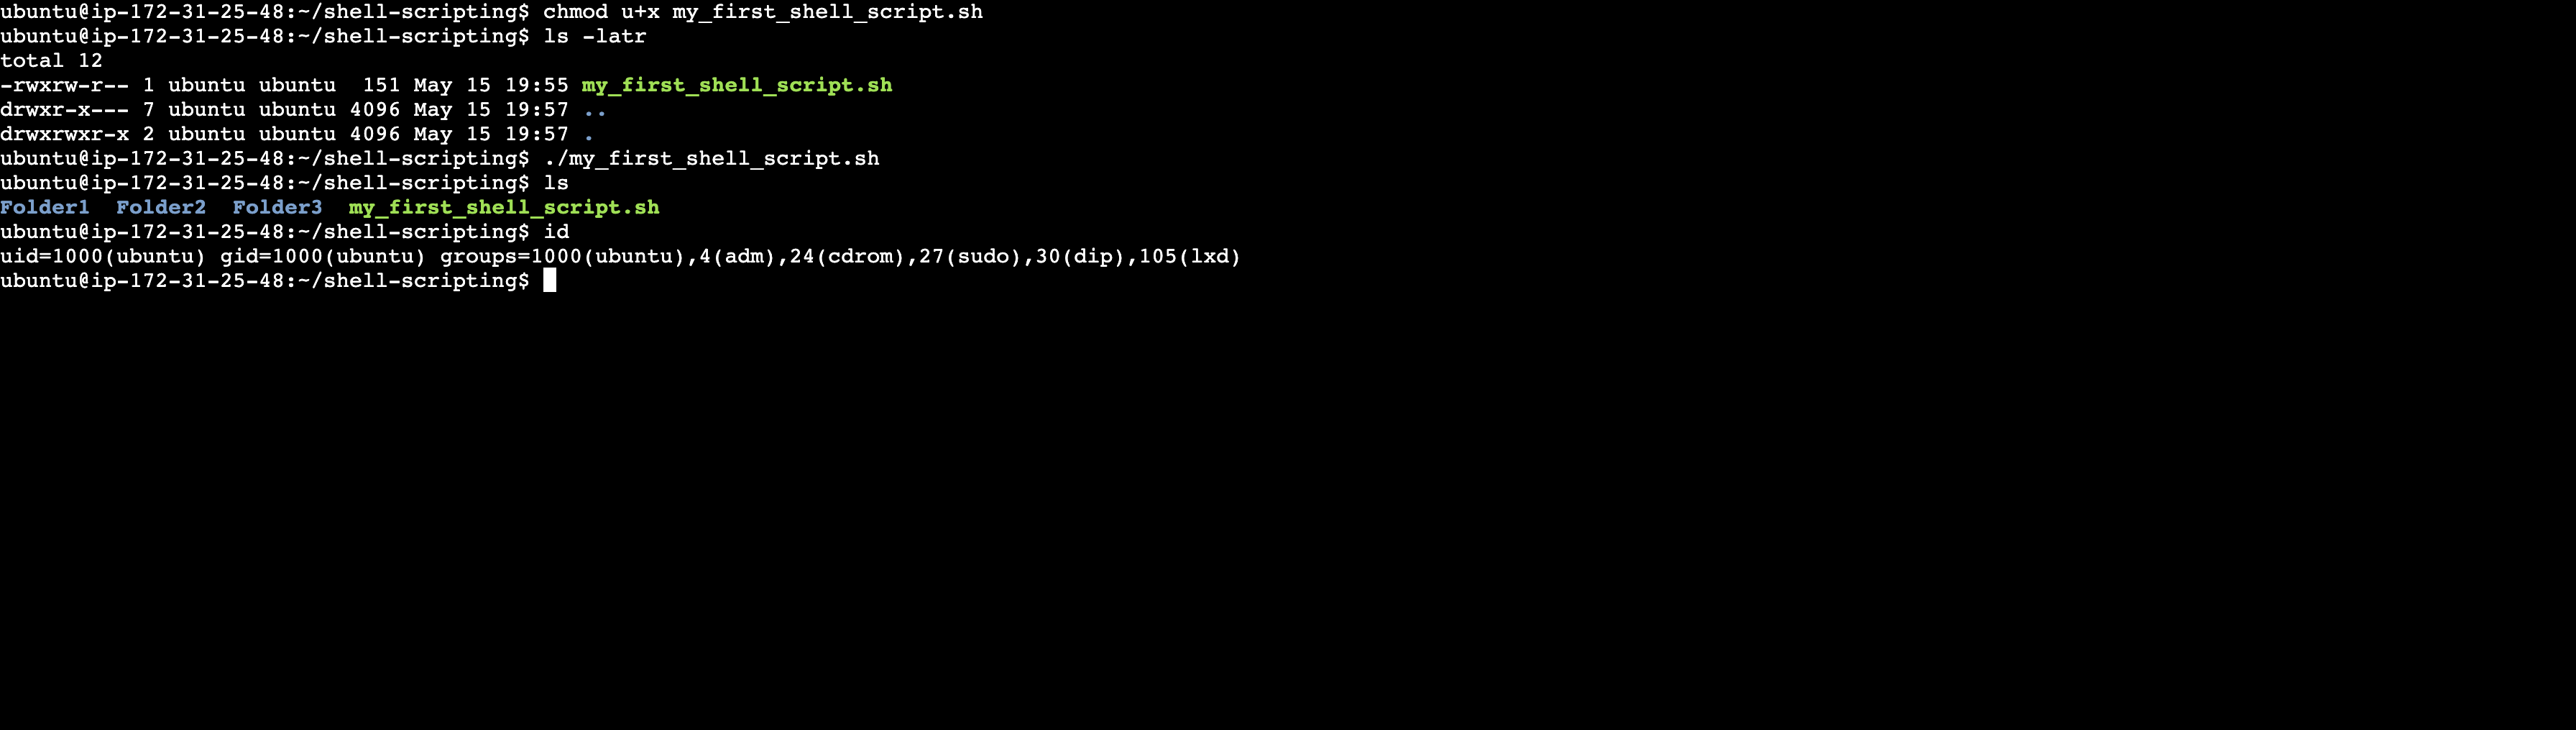 ubuntu@ip-172-31-25-48:~/shell-scripting$ chmod u+x my_first_shell_script.sh
ubuntu@ip-172-31-25-48:~/shell-scripting$ ls -latr
total 12
-rwxrw-r-- 1 ubuntu ubuntu  151 May 15 19:55 my_first_shell_script.sh
drwxr-x--- 7 ubuntu ubuntu 4096 May 15 19:57 ..
drwxrwxr-x 2 ubuntu ubuntu 4096 May 15 19:57 .
ubuntu@ip-172-31-25-48:~/shell-scripting$ ./my_first_shell_script.sh
ubuntu@ip-172-31-25-48:~/shell-scripting$ ls
Folder1  Folder2  Folder3  my_first_shell_script.sh
ubuntu@ip-172-31-25-48:~/shell-scripting$ id
uid=1000(ubuntu) gid=1000(ubuntu) groups=1000(ubuntu),4(adm),24(cdrom),27(sudo),30(dip),105(lxd)
ubuntu@ip-172-31-25-48:~/shell-scripting$